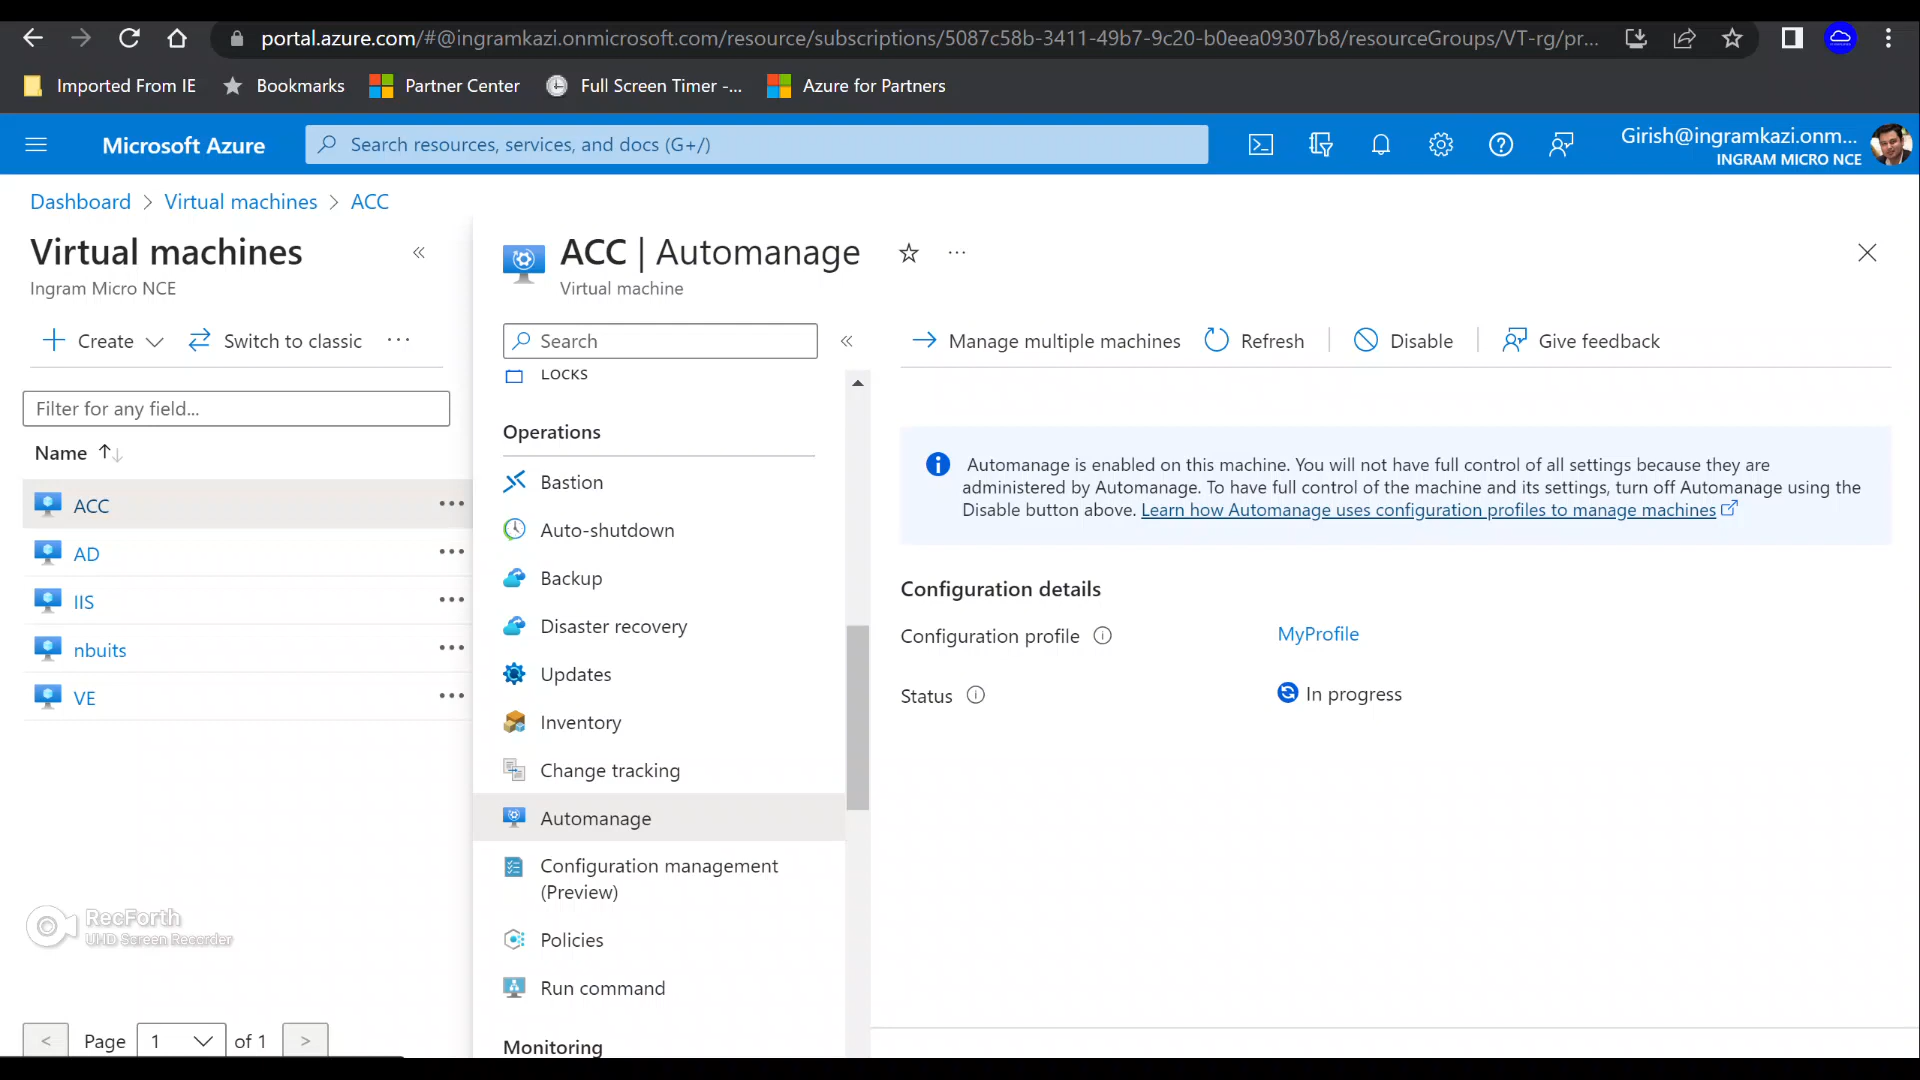 portal.azure.com/#@ingramkazi.onmicrosoft.com/resource/subscriptions/5087c58b-3411-49b7-9c20-b0eea09307b8/resourceGroups/VT-rg/pr...
Imported From IE
Bookmarks
Partner Center
Full Screen Timer -...
Azure for Partners
Microsoft Azure
Search resources, services, and docs (G+/)
Girish@ingramkazi.onm...
INGRAM MICRO NCE
Dashboard > Virtual machines > ACC
Virtual machines
Ingram Micro NCE
Create
Switch to classic
...
Filter for any field...
Name
ACC
AD
IIS
nbuits
VE
Page 1 of 1
ACC | Automanage
...
Virtual machine
Search
Locks
Operations
Bastion
Auto-shutdown
Backup
Disaster recovery
Updates
Inventory
Change tracking
Automanage
Configuration management
(Preview)
Policies
Run command
Monitoring
Manage multiple machines
Refresh
Disable
Give feedback
Automanage is enabled on this machine. You will not have full control of all settings because they are
administered by Automanage. To have full control of the machine and its settings, turn off Automanage using the
Disable button above. Learn how Automanage uses configuration profiles to manage machines
Configuration details
Configuration profile
MyProfile
Status
In progress
RecForth
UHD Screen Recorder